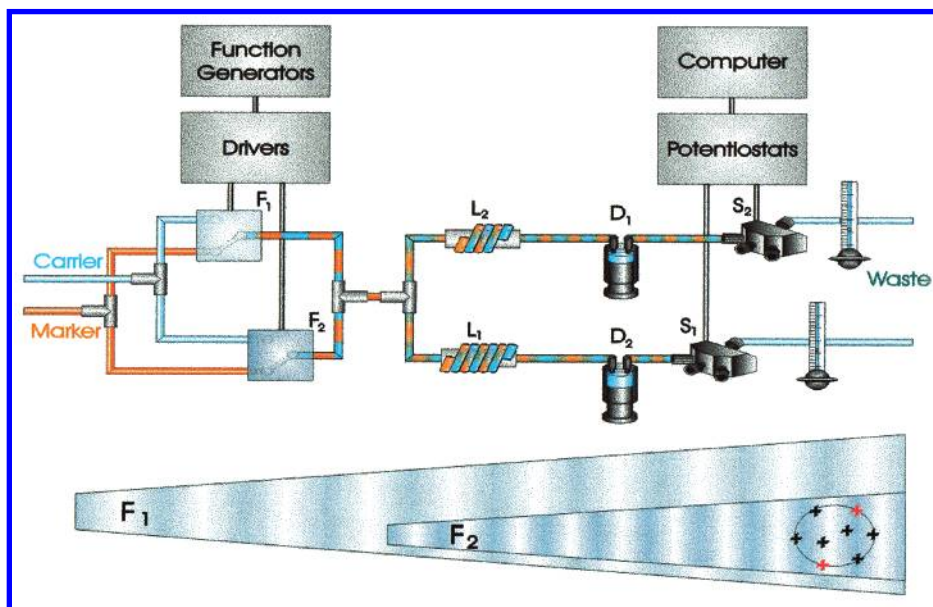 Function
Generators
Computer
Drivers
Potentiostats
F₁
L₂
D₁
S₂
Carrier
Waste
Marker
F₂
L₁
D₂
S₁
F₁
F₂